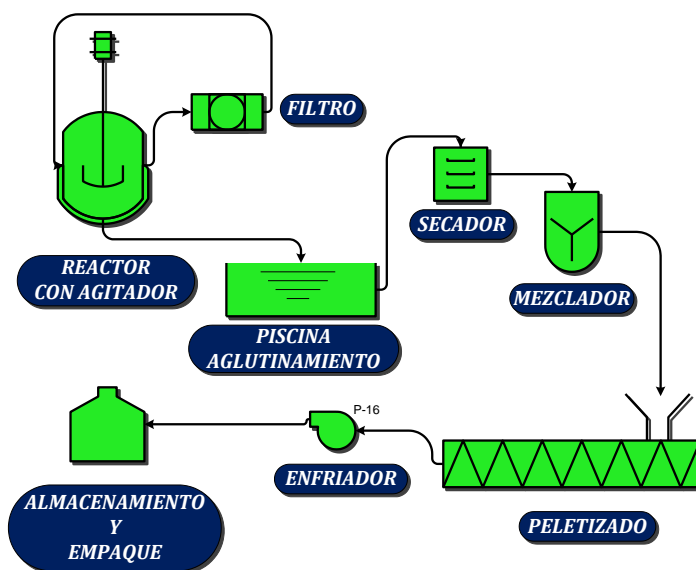 FILTRO
SECADOR
REACTOR
CON AGITADOR
MEZCLADOR
PISCINA
AGLUTINAMIENTO
P-16
ENFRIADOR
ALMACENAMIENTO
Y
EMPAQUE
PELETIZADO